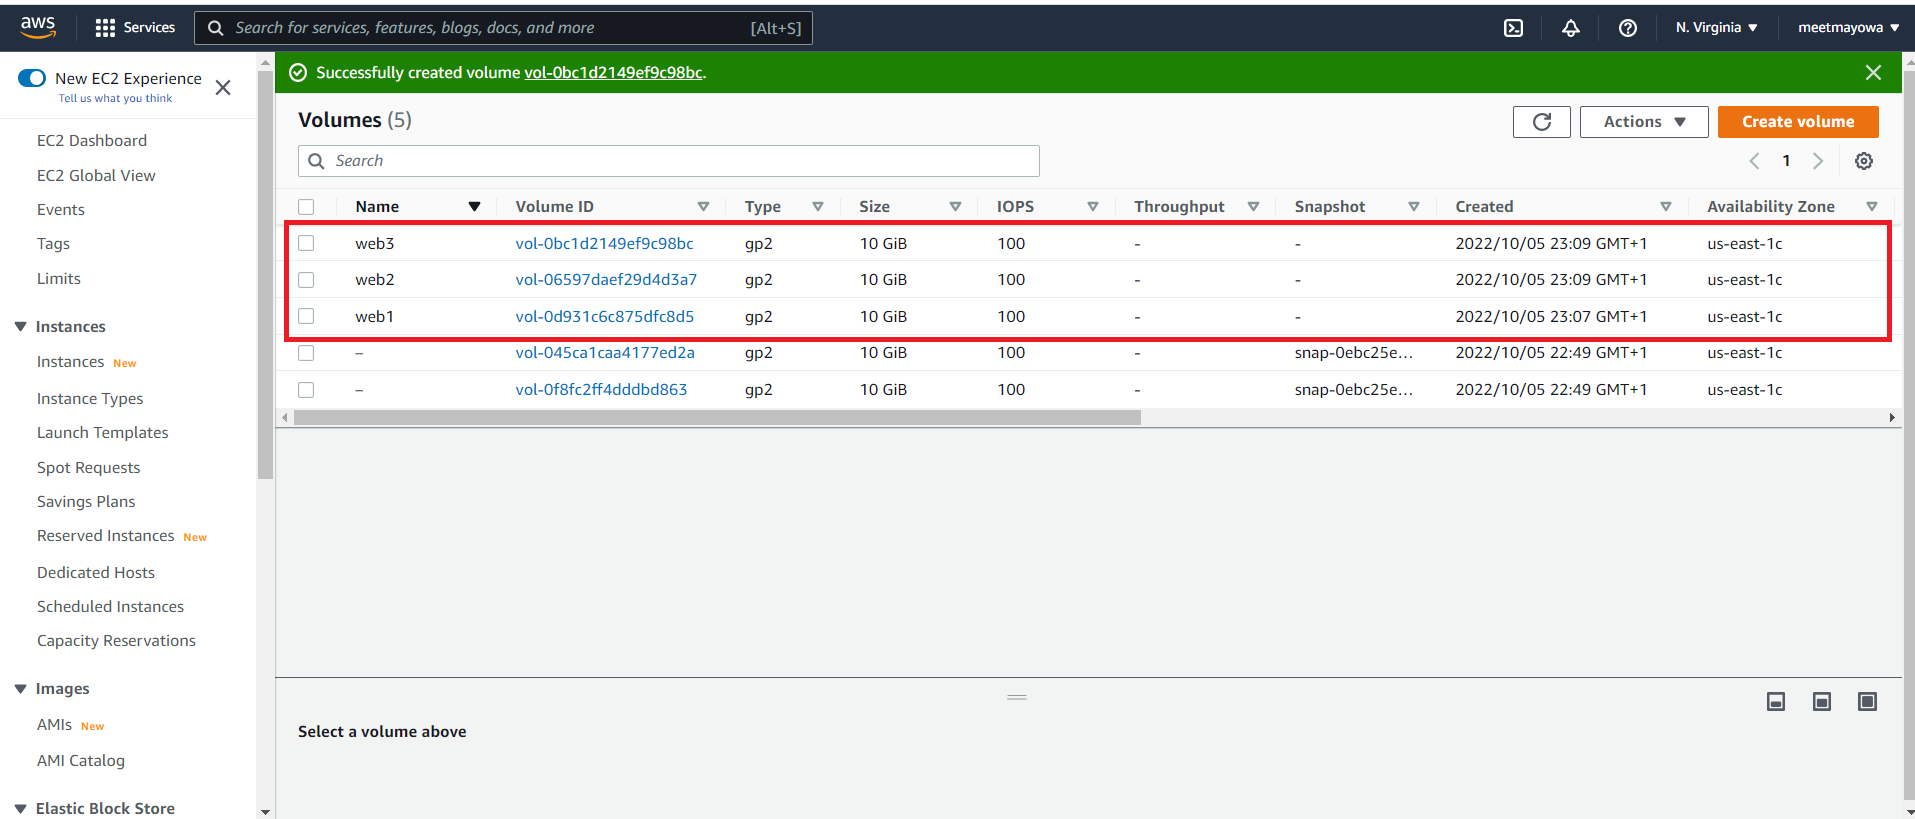 aws Services Search for services, features, blogs, docs, and more [Alt+S] N. Virginia ▼ meetmayowa ▼
New EC2 Experience
Tell us what you think
EC2 Dashboard
EC2 Global View
Events
Tags
Limits
Instances
Instances New
Instance Types
Launch Templates
Spot Requests
Savings Plans
Reserved Instances New
Dedicated Hosts
Scheduled Instances
Capacity Reservations
Images
AMIs New
AMI Catalog
Elastic Block Store
Successfully created volume vol-0bc1d2149ef9c98bc.
Volumes (5)
Actions ▼ Create volume
Search
1
Name Volume ID Type Size IOPS Throughput Snapshot Created Availability Zone
web3 vol-0bc1d2149ef9c98bc gp2 10 GiB 100 - - 2022/10/05 23:09 GMT+1 us-east-1c
web2 vol-06597daef29d4d3a7 gp2 10 GiB 100 - - 2022/10/05 23:09 GMT+1 us-east-1c
web1 vol-0d931c6c875dfc8d5 gp2 10 GiB 100 - - 2022/10/05 23:07 GMT+1 us-east-1c
– vol-045ca1caa4177ed2a gp2 10 GiB 100 - snap-0ebc25e... 2022/10/05 22:49 GMT+1 us-east-1c
– vol-0f8fc2ff4dddbd863 gp2 10 GiB 100 - snap-0ebc25e... 2022/10/05 22:49 GMT+1 us-east-1c
Select a volume above